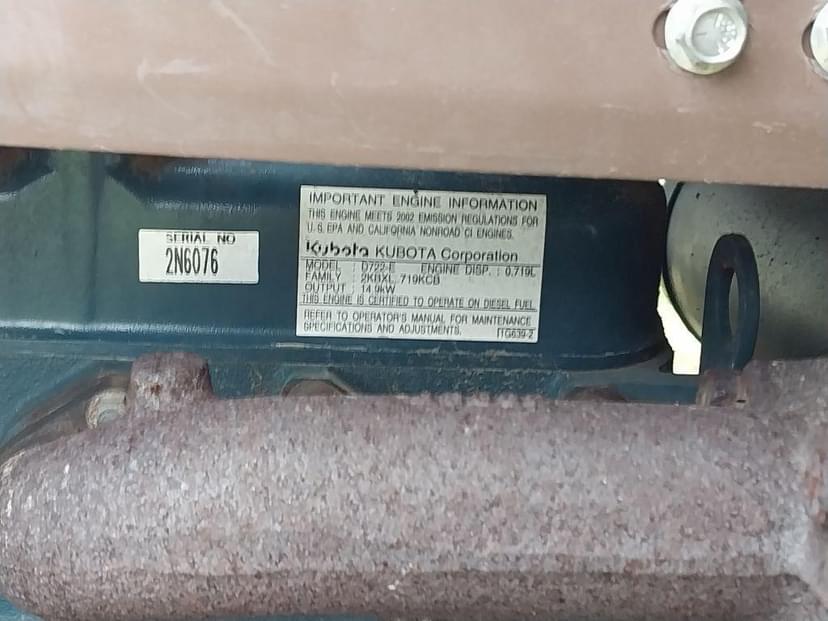 SERIAL NO
2N6076
IMPORTANT ENGINE INFORMATION
THIS ENGINE MEETS 2002 EMISSION REGULATIONS FOR
U.S. EPA AND CALIFORNIA NONROAD CI ENGINES.
Kubota KUBOTA Corporation
MODEL : D722-E ENGINE DISP. : 0.719L
FAMILY : 2KBXL.719KCB
OUTPUT : 14.9kW
THIS ENGINE IS CERTIFIED TO OPERATE ON DIESEL FUEL
REFER TO OPERATOR'S MANUAL FOR MAINTENANCE
SPECIFICATIONS AND ADJUSTMENTS. 1TG639-2